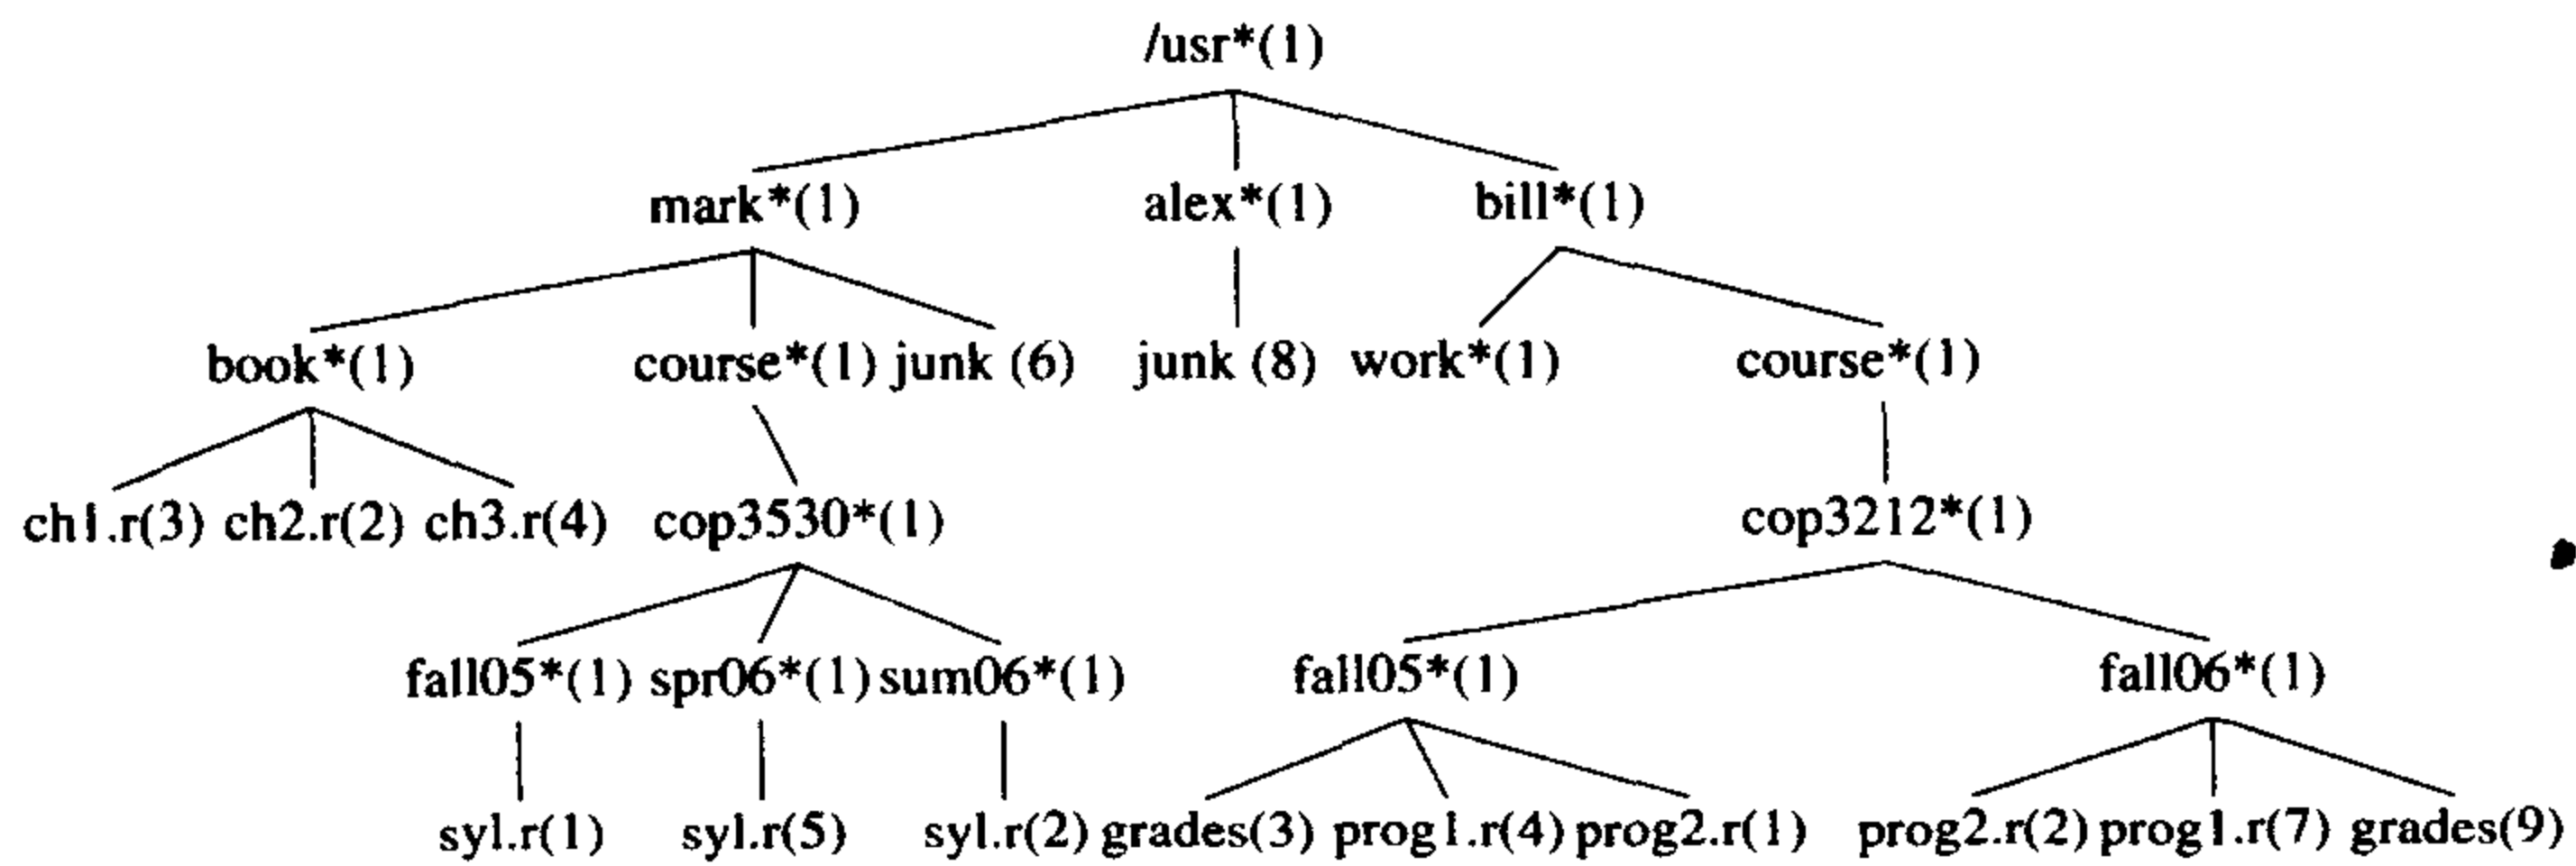 /usr*(1)
mark*(1) alex*(1) bill*(1)
book*(1) course*(1) junk (6) junk (8) work*(1) course*(1)
ch1.r(3) ch2.r(2) ch3.r(4) cop3530*(1) cop3212*(1)
fall05*(1) spr06*(1) sum06*(1) fall05*(1) fall06*(1)
syl.r(1) syl.r(5) syl.r(2) grades(3) prog1.r(4) prog2.r(1) prog2.r(2) prog1.r(7) grades(9)